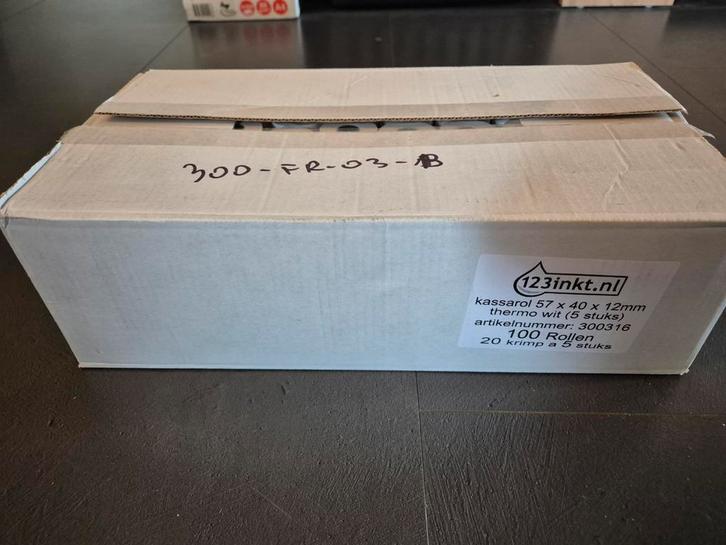 300-FR-03-B
123inkt.nl
kassarol 57 x 40 x 12mm
thermo wit (5 stuks)
artikelnummer: 300316
100 Rollen
20 krimp a 5 stuks